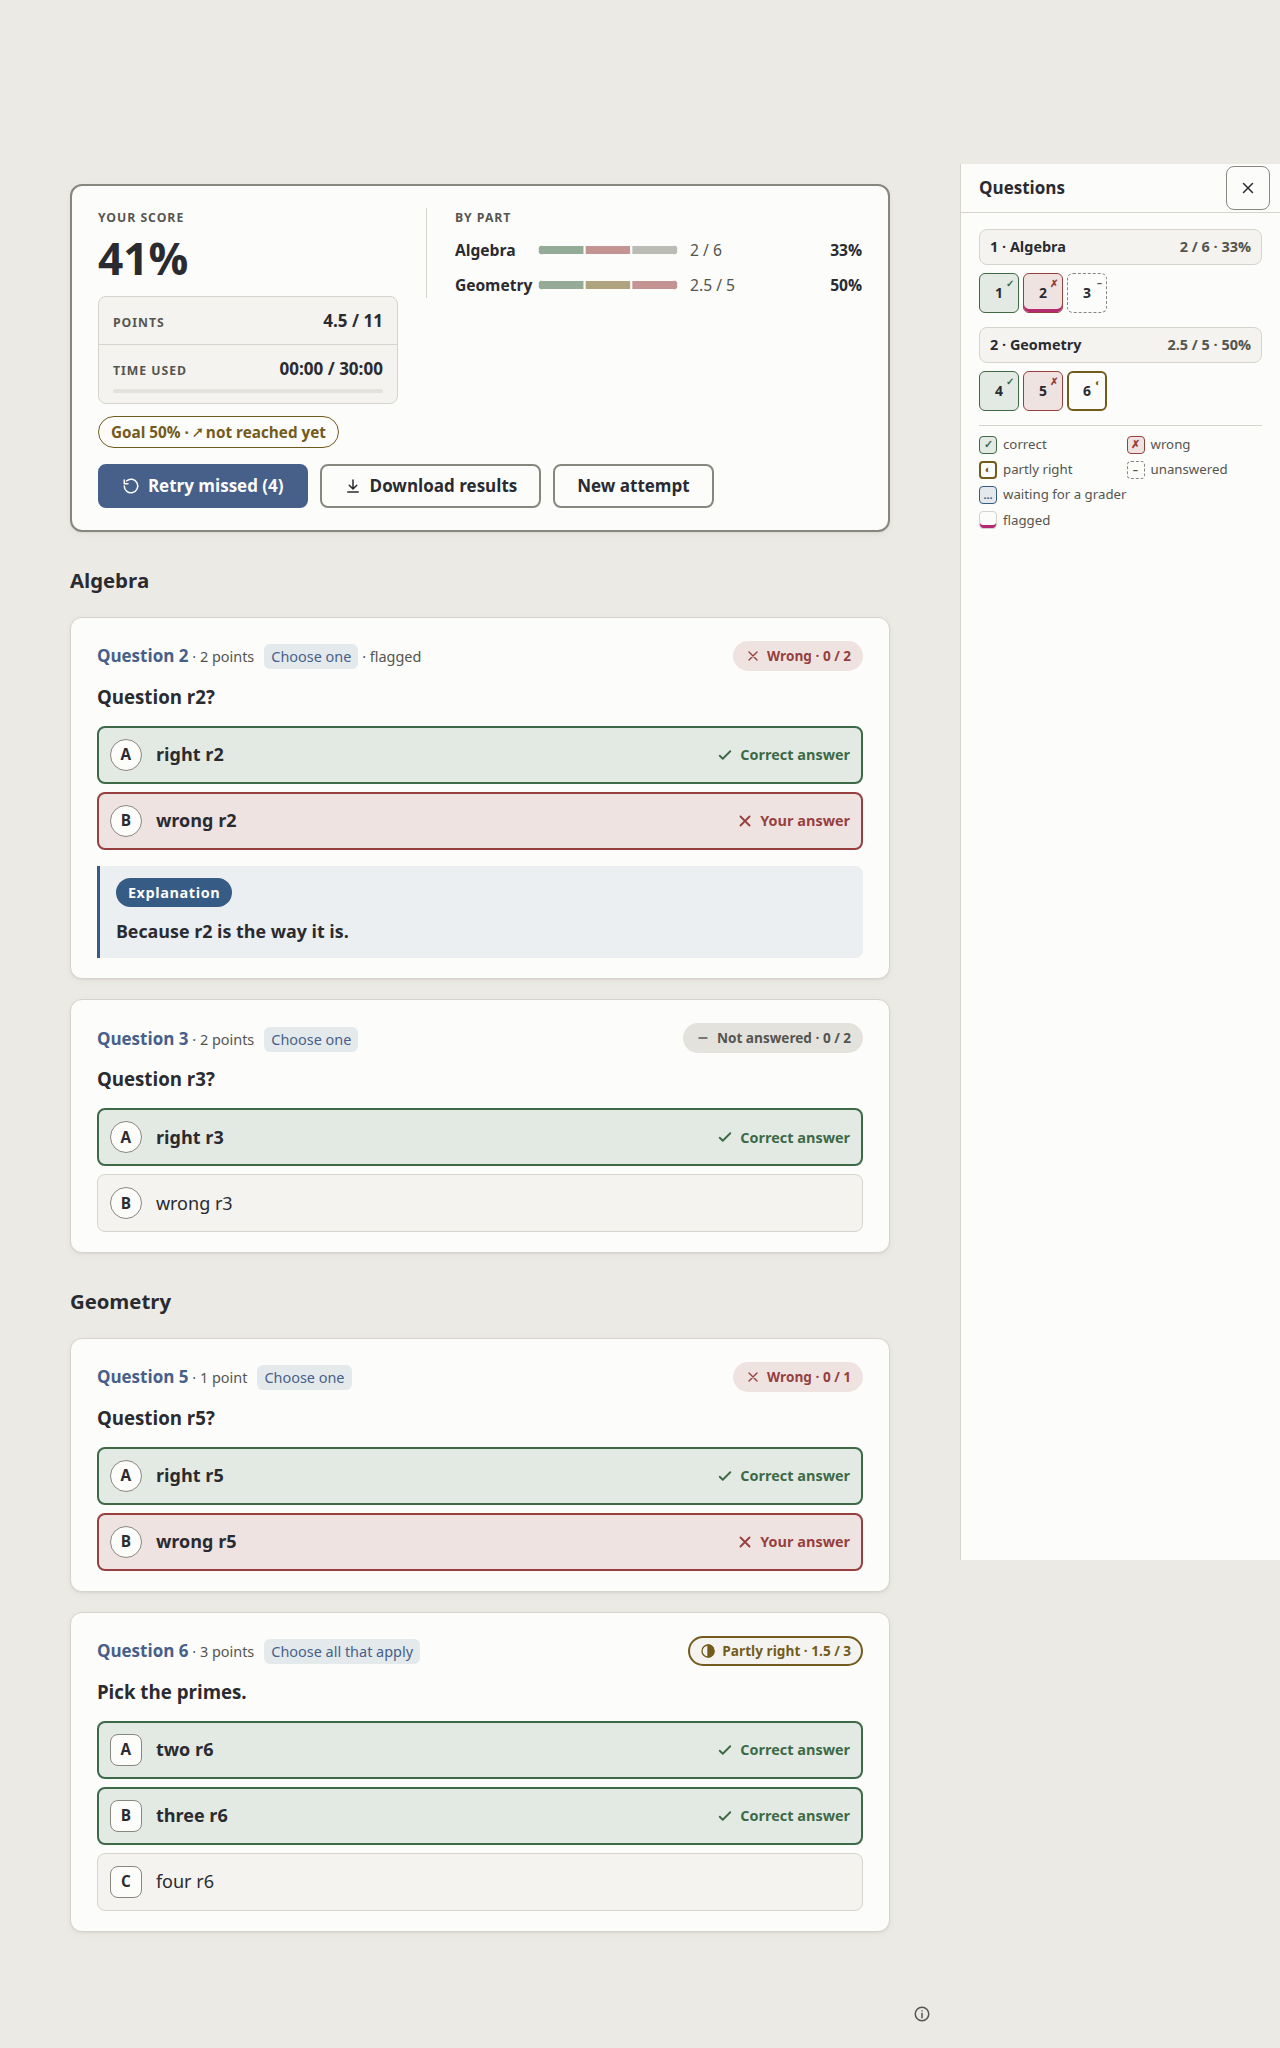 YOUR SCORE
41%
POINTS 4.5 / 11
TIME USED 00:00 / 30:00
Goal 50% · ↗ not reached yet
BY PART
Algebra 2 / 6 33%
Geometry 2.5 / 5 50%
Retry missed (4) Download results New attempt
Algebra
Question 2 · 2 points Choose one · flagged Wrong · 0 / 2
Question r2?
A right r2 Correct answer
B wrong r2 Your answer
Explanation
Because r2 is the way it is.
Question 3 · 2 points Choose one Not answered · 0 / 2
Question r3?
A right r3 Correct answer
B wrong r3
Geometry
Question 5 · 1 point Choose one Wrong · 0 / 1
Question r5?
A right r5 Correct answer
B wrong r5 Your answer
Question 6 · 3 points Choose all that apply Partly right · 1.5 / 3
Pick the primes.
A two r6 Correct answer
B three r6 Correct answer
C four r6
Questions
1 · Algebra 2 / 6 · 33%
1 ✓ 2 ✗ 3 –
2 · Geometry 2.5 / 5 · 50%
4 ✓ 5 ✗ 6
✓ correct ✗ wrong
partly right – unanswered
… waiting for a grader
flagged